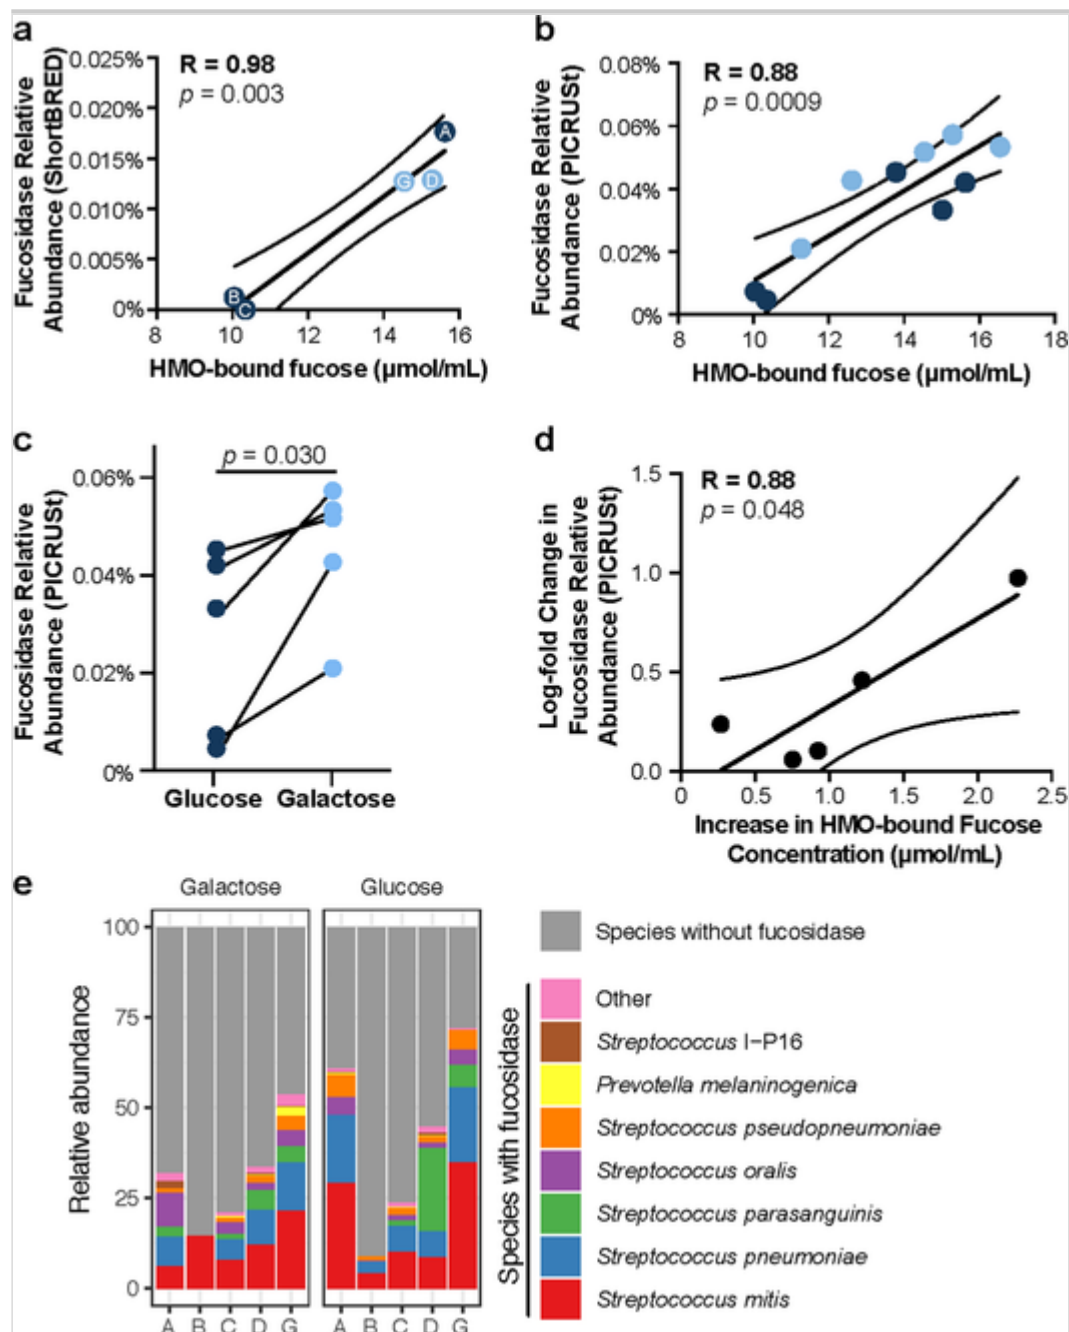 a
Fucosidase Relative
Abundance (ShortBRED)
0.025%
0.020%
0.015%
0.010%
0.005%
0%
R = 0.98
p = 0.003
A
G
D
B
C
8
10
12
14
16
HMO-bound fucose (µmol/mL)
b
Fucosidase Relative
Abundance (PICRUSt)
0.08%
0.06%
0.04%
0.02%
0%
R = 0.88
p = 0.0009
8
10
12
14
16
18
HMO-bound fucose (µmol/mL)
c
Fucosidase Relative
Abundance (PICRUSt)
0.06%
0.04%
0.02%
0%
p = 0.030
Glucose
Galactose
d
Log-fold Change in
Fucosidase Relative
Abundance (PICRUSt)
1.5
1.0
0.5
0.0
R = 0.88
p = 0.048
0
0.5
1.0
1.5
2.0
2.5
Increase in HMO-bound Fucose
Concentration (µmol/mL)
e
Galactose
Glucose
Relative abundance
100
75
50
25
0
A B C D G
A B C D G
Species with fucosidase
Species without fucosidase
Other
Streptococcus I-P16
Prevotella melaninogenica
Streptococcus pseudopneumoniae
Streptococcus oralis
Streptococcus parasanguinis
Streptococcus pneumoniae
Streptococcus mitis